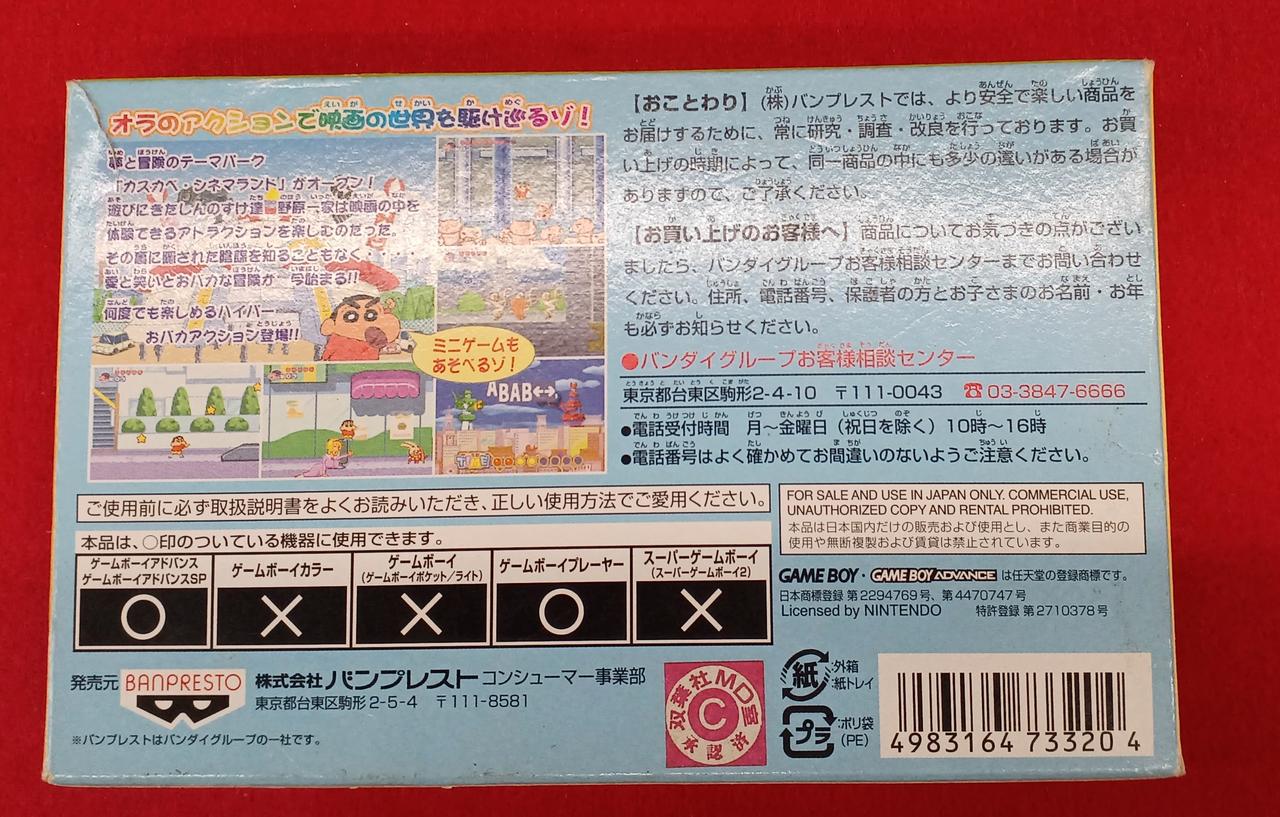 オラのアクションで映画の世界を駆け巡るゾ！
夢と冒険のテーマパーク
「カスカベ・シネマランド」がオープン！
遊びにきたしんのすけ達野原一家は映画の中を
体験できるアトラクションを楽しむのだった。
その裏に隠された陰謀を知ることもなく・・・・・
愛と笑いとおバカな冒険が 今始まる!!
何度でも楽しめるハイパー
おバカアクション登場!!
ミニゲームも
あそべるゾ！
ABAB↔,
TIME
【おことわり】(株)バンプレストでは、より安全で楽しい商品を
お届けするために、常に研究・調査・改良を行っております。お買
い上げの時期によって、同一商品の中にも多少の違いがある場合が
ありますので、ご了承ください。
【お買い上げのお客様へ】商品についてお気づきの点がござい
ましたら、バンダイグループお客様相談センターまでお問い合わせ
ください。住所、電話番号、保護者の方とお子さまのお名前・お年
も必ずお知らせください。
●バンダイグループお客様相談センター
東京都台東区駒形2-4-10 〒111-0043 ☎03-3847-6666
●電話受付時間 月〜金曜日（祝日を除く）10時〜16時
●電話番号はよく確かめてお間違いのないようご注意ください。
ご使用前に必ず取扱説明書をよくお読みいただき、正しい使用方法でご愛用ください。
本品は、○印のついている機器に使用できます。
ゲームボーイアドバンス
ゲームボーイアドバンスSP
ゲームボーイカラー
ゲームボーイ
(ゲームボーイポケット/ライト)
ゲームボーイプレーヤー
スーパーゲームボーイ
(スーパーゲームボーイ2)
○ × × ○ ×
FOR SALE AND USE IN JAPAN ONLY. COMMERCIAL USE,
UNAUTHORIZED COPY AND RENTAL PROHIBITED.
本品は日本国内だけの販売および使用とし、また商業目的の
使用や無断複製および賃貸は禁止されています。
GAME BOY・GAME BOY ADVANCE は任天堂の登録商標です。
日本商標登録 第2294769号、第4470747号
Licensed by NINTENDO 特許登録 第2710378号
発売元 BANPRESTO 株式会社 バンプレスト コンシューマー事業部
東京都台東区駒形2-5-4 〒111-8581
※バンプレストはバンダイグループの一社です。
双葉社MD室
C
承認済
紙 :外箱
:紙トレイ
プラ :ポリ袋
(PE)
4983164 733204